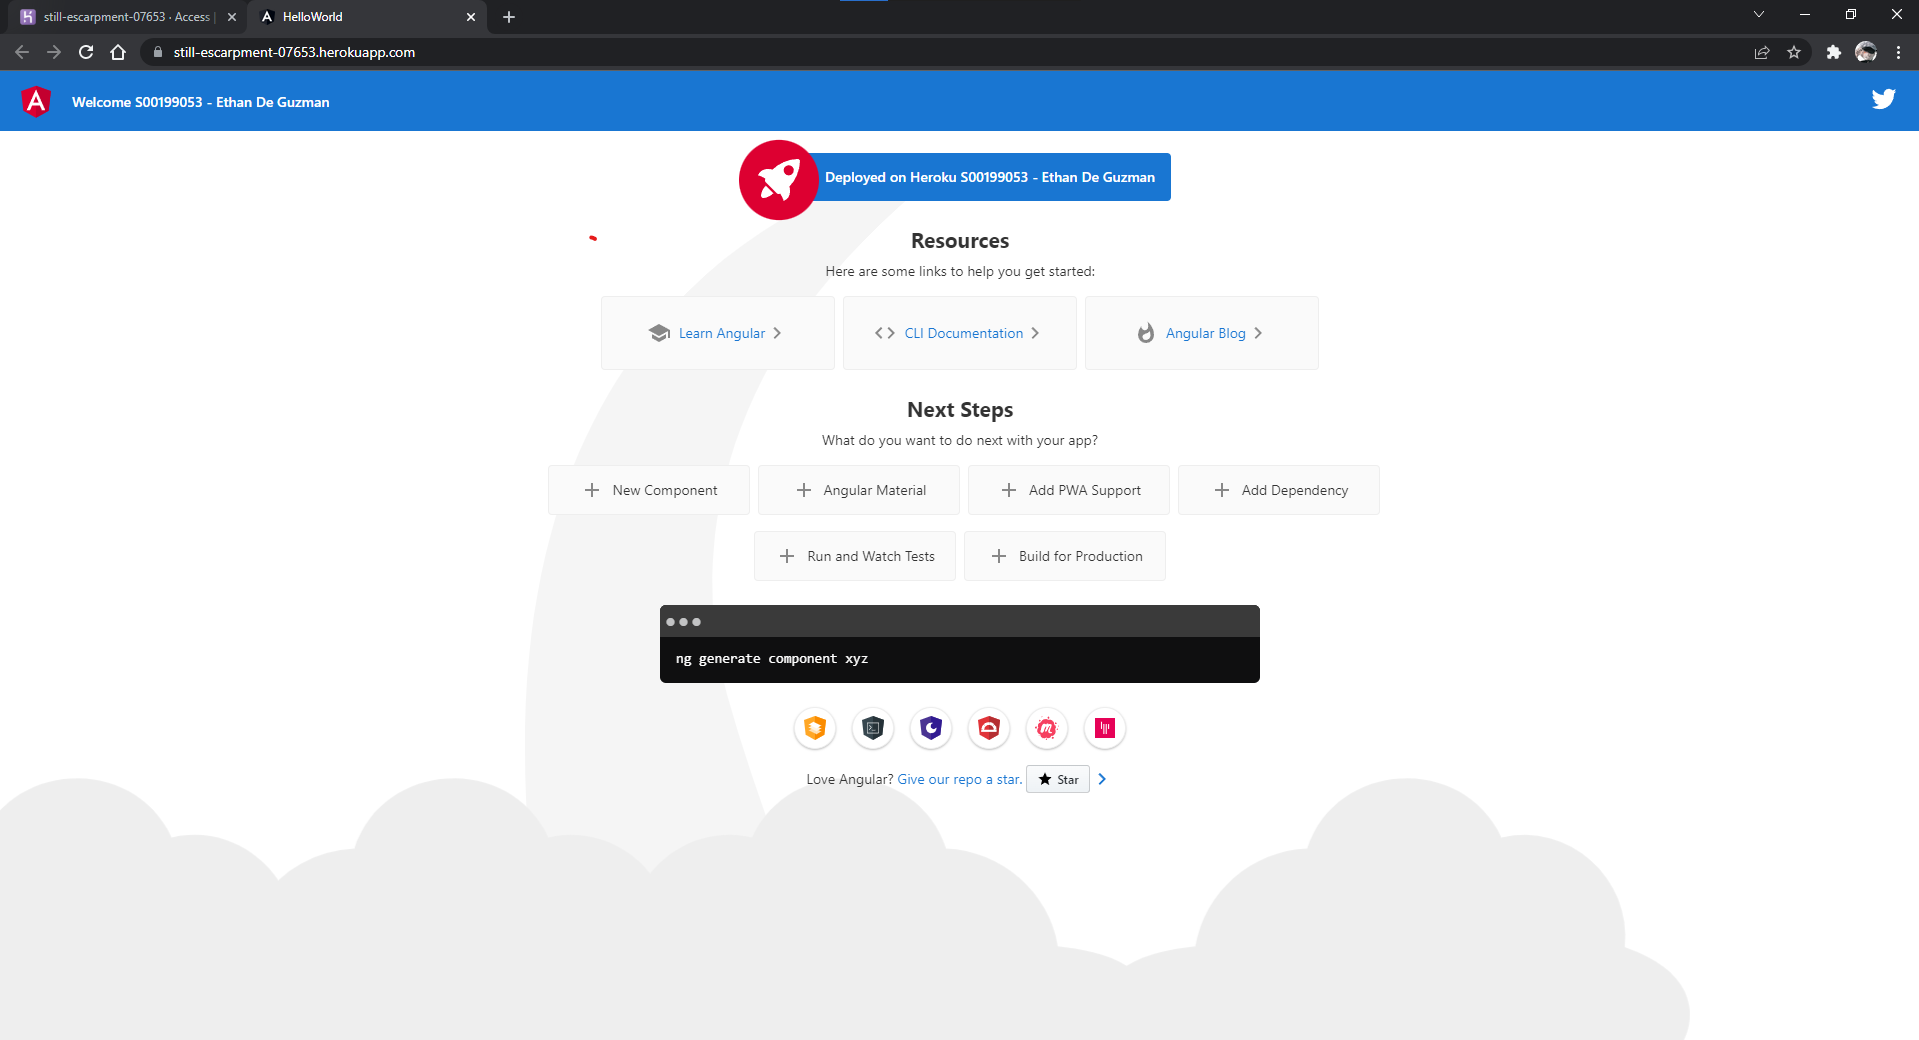 still-escarpment-07653 · Access |
HelloWorld
still-escarpment-07653.herokuapp.com
Welcome S00199053 - Ethan De Guzman
Deployed on Heroku S00199053 - Ethan De Guzman
Resources
Here are some links to help you get started:
Learn Angular
CLI Documentation
Angular Blog
Next Steps
What do you want to do next with your app?
New Component
Angular Material
Add PWA Support
Add Dependency
Run and Watch Tests
Build for Production
ng generate component xyz
Love Angular? Give our repo a star. Star